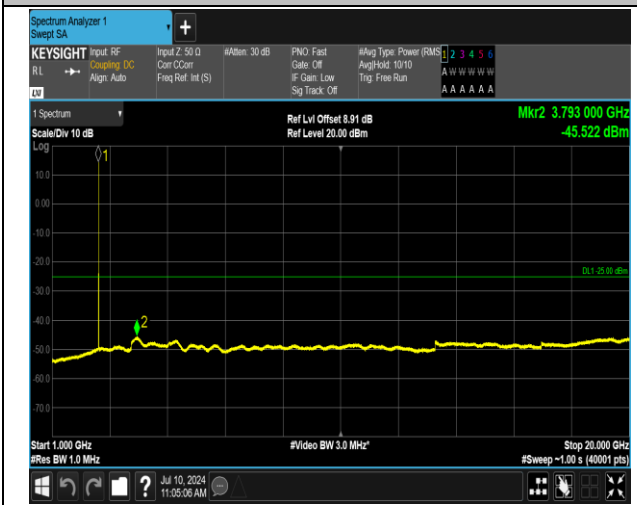 Spectrum Analyzer 1
Swept SA
+
KEYSIGHT
RL
Input: RF
Coupling: DC
Align: Auto
Input Z: 50 Ω
Corr CCorr
Freq Ref: Int (S)
#Atten: 30 dB
PNO: Fast
Gate: Off
IF Gain: Low
Sig Track: Off
#Avg Type: Power (RMS
Avg|Hold: 10/10
Trig: Free Run
1 2 3 4 5 6
A W W W W W
A A A A A A
LXI
1 Spectrum
Scale/Div 10 dB
Log
Ref Lvl Offset 8.91 dB
Ref Level 20.00 dBm
Mkr2 3.793 000 GHz
-45.522 dBm
1
10.0
0.00
-10.0
-20.0
DL1 -25.00 dBm
-30.0
-40.0
2
-50.0
-60.0
-70.0
Start 1.000 GHz
#Res BW 1.0 MHz
#Video BW 3.0 MHz*
Stop 20.000 GHz
#Sweep ~1.00 s (40001 pts)
?
Jul 10, 2024
11:05:06 AM